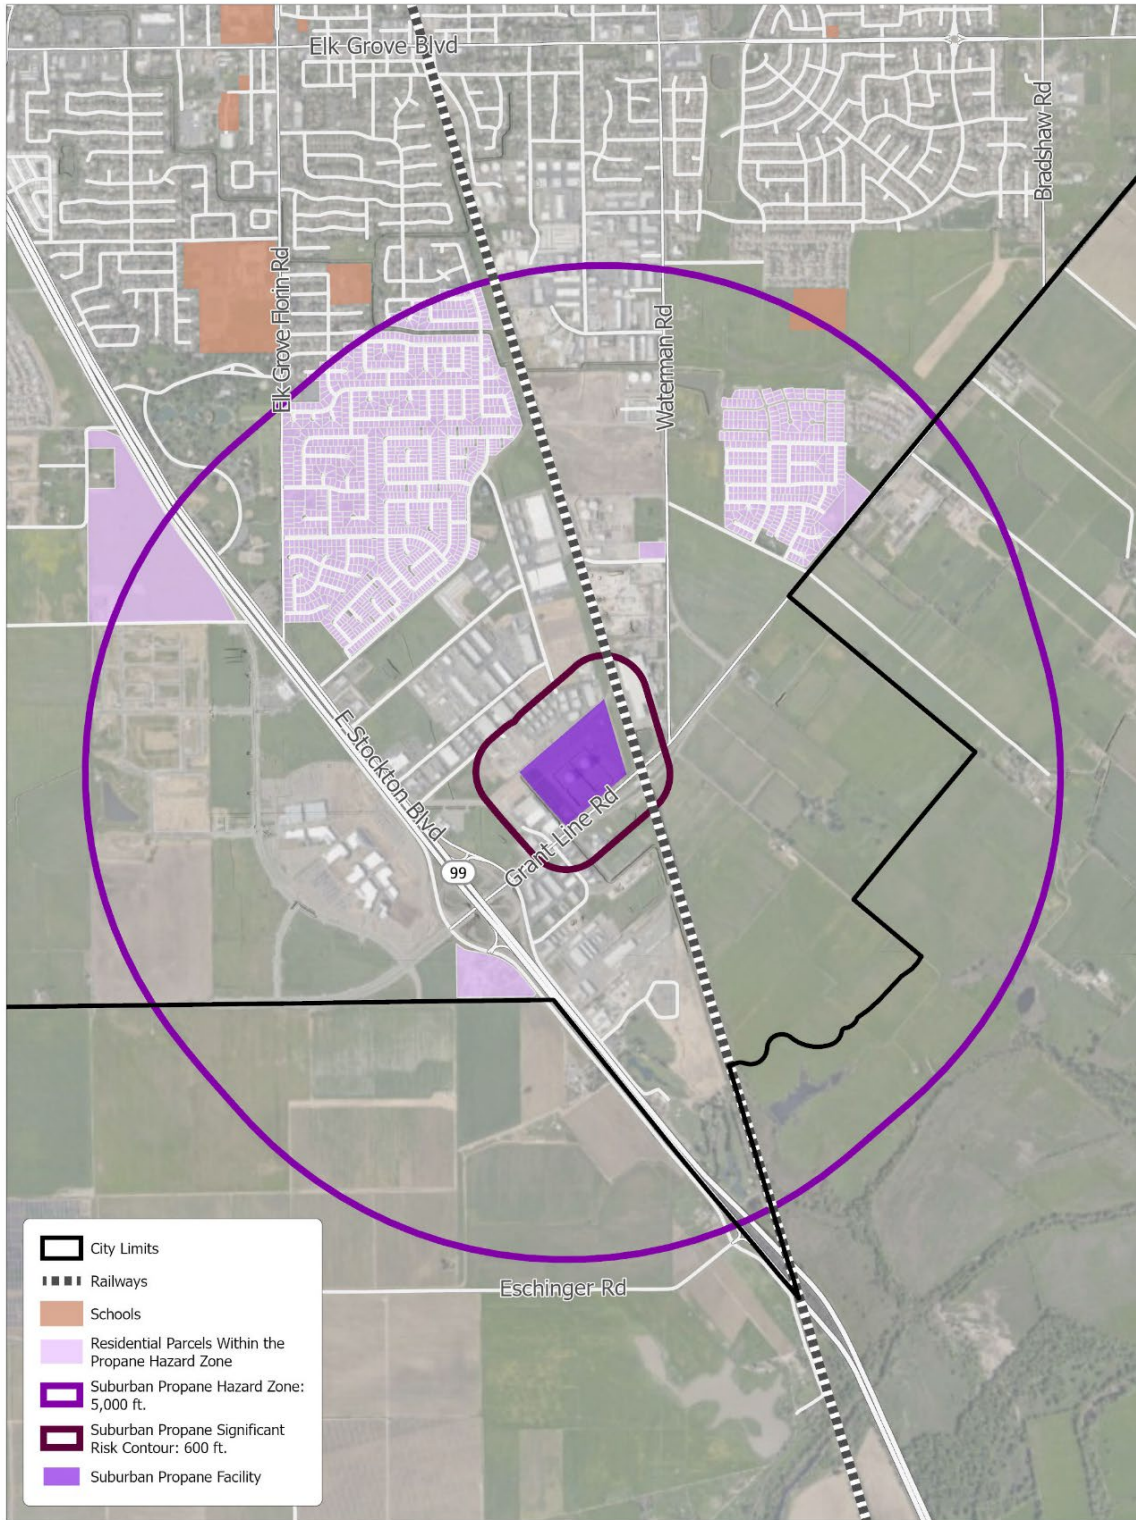 Elk Grove Blvd
Bradshaw Rd
Elk Grove Florin Rd
Waterman Rd
E Stockton Blvd
Grant Line Rd
99
Eschinger Rd
City Limits
Railways
Schools
Residential Parcels Within the
Propane Hazard Zone
Suburban Propane Hazard Zone:
5,000 ft.
Suburban Propane Significant
Risk Contour: 600 ft.
Suburban Propane Facility